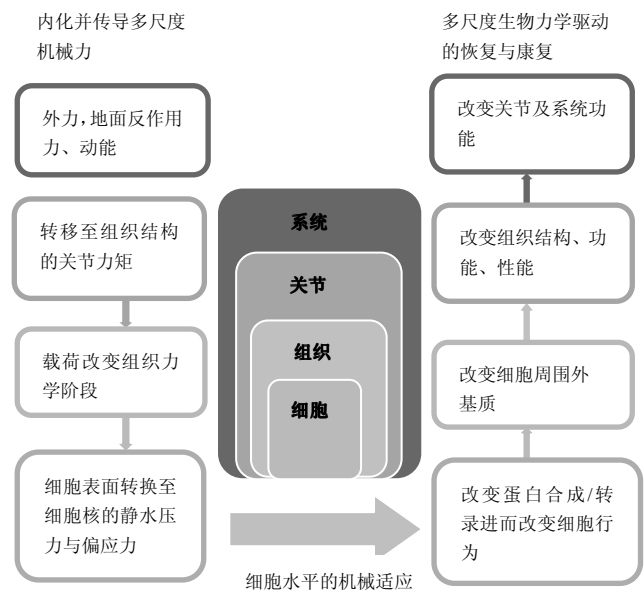 内化并传导多尺度
机械力
外力,地面反作用
力、动能
转移至组织结构
的关节力矩
载荷改变组织力
学阶段
细胞表面转换至
细胞核的静水压
力与偏应力
系统
关节
组织
细胞
细胞水平的机械适应
多尺度生物力学驱动
的恢复与康复
改变关节及系统功
能
改变组织结构、功
能、性能
改变细胞周围外
基质
改变蛋白合成/转
录进而改变细胞行
为